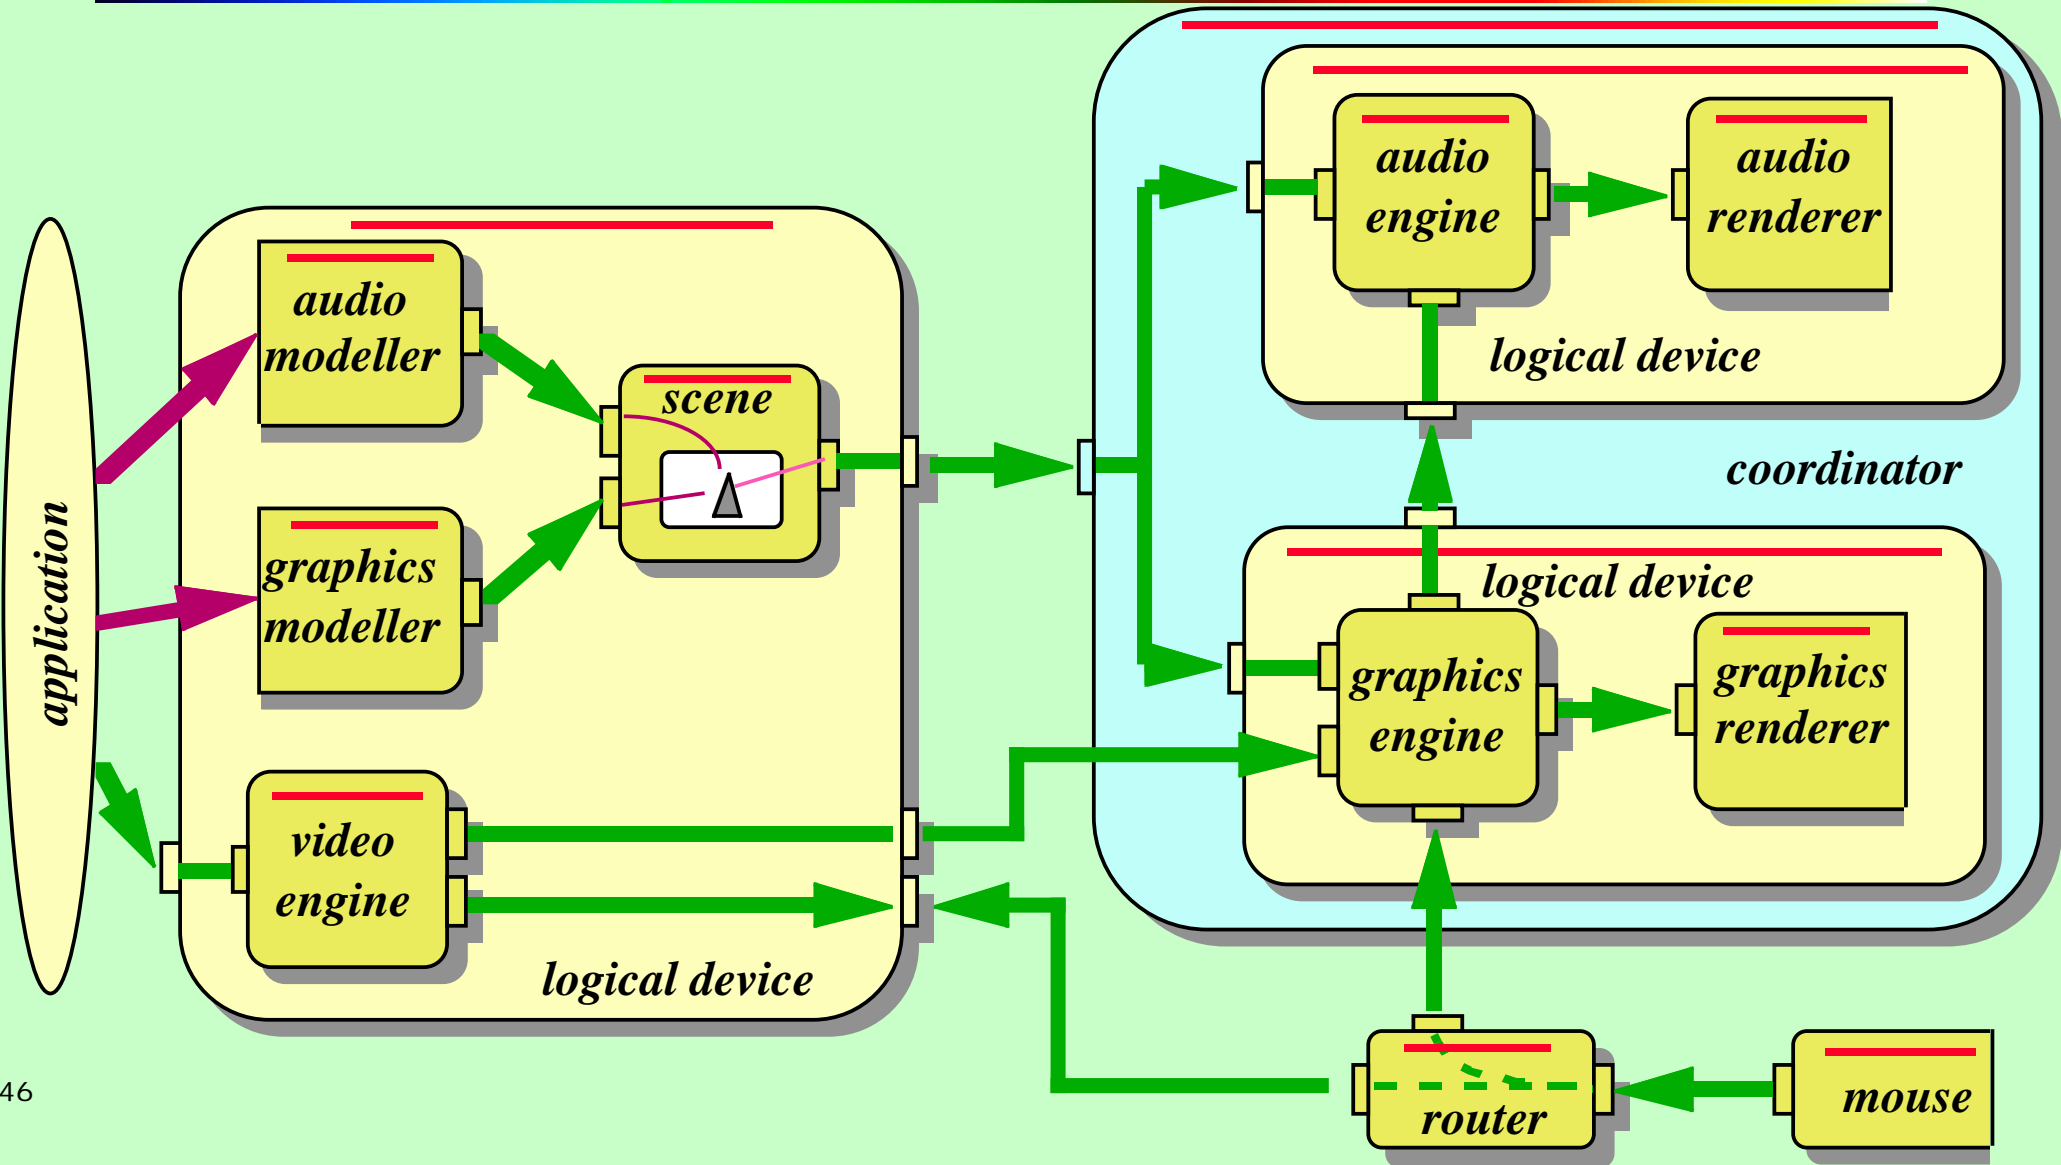 application
audio
modeller
graphics
modeller
scene
video
engine
logical device
audio
engine
audio
renderer
logical device
coordinator
logical device
graphics
engine
graphics
renderer
router
mouse
46